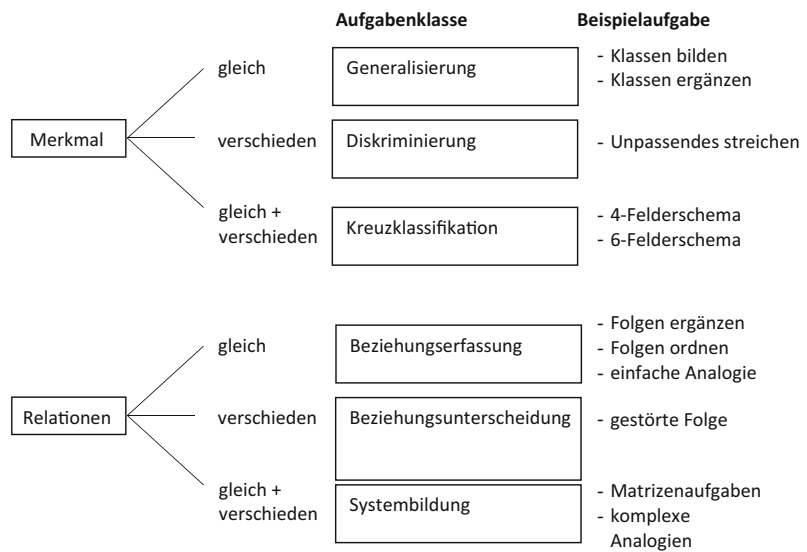 Aufgabenklasse Beispielaufgabe
gleich Generalisierung - Klassen bilden
- Klassen ergänzen
Merkmal verschieden Diskriminierung - Unpassendes streichen
gleich +
verschieden Kreuzklassifikation - 4-Felderschema
- 6-Felderschema
gleich Beziehungserfassung - Folgen ergänzen
- Folgen ordnen
- einfache Analogie
Relationen verschieden Beziehungsunterscheidung - gestörte Folge
gleich +
verschieden Systembildung - Matrizenaufgaben
- komplexe
Analogien